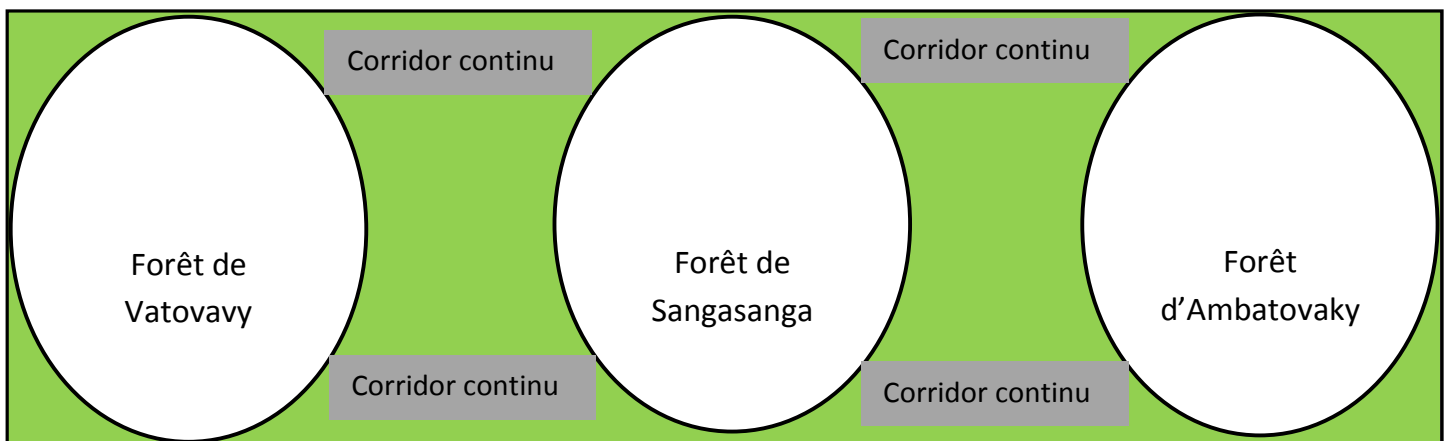 Corridor continu
Corridor continu
Forêt de
Vatovavy
Forêt de
Sangasanga
Forêt
d’Ambatovaky
Corridor continu
Corridor continu